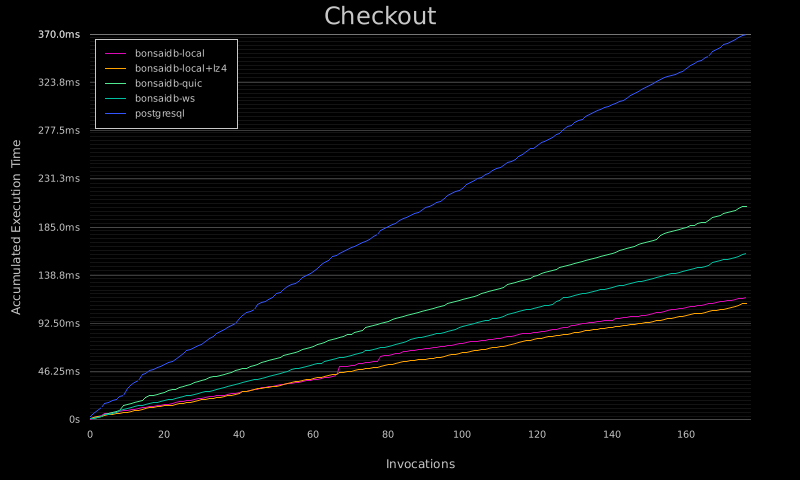 Checkout
370.0ms
323.8ms
277.5ms
231.3ms
185.0ms
138.8ms
92.50ms
46.25ms
0s
Accumulated Execution Time
bonsaidb-local
bonsaidb-local+lz4
bonsaidb-quic
bonsaidb-ws
postgresql
0 20 40 60 80 100 120 140 160
Invocations